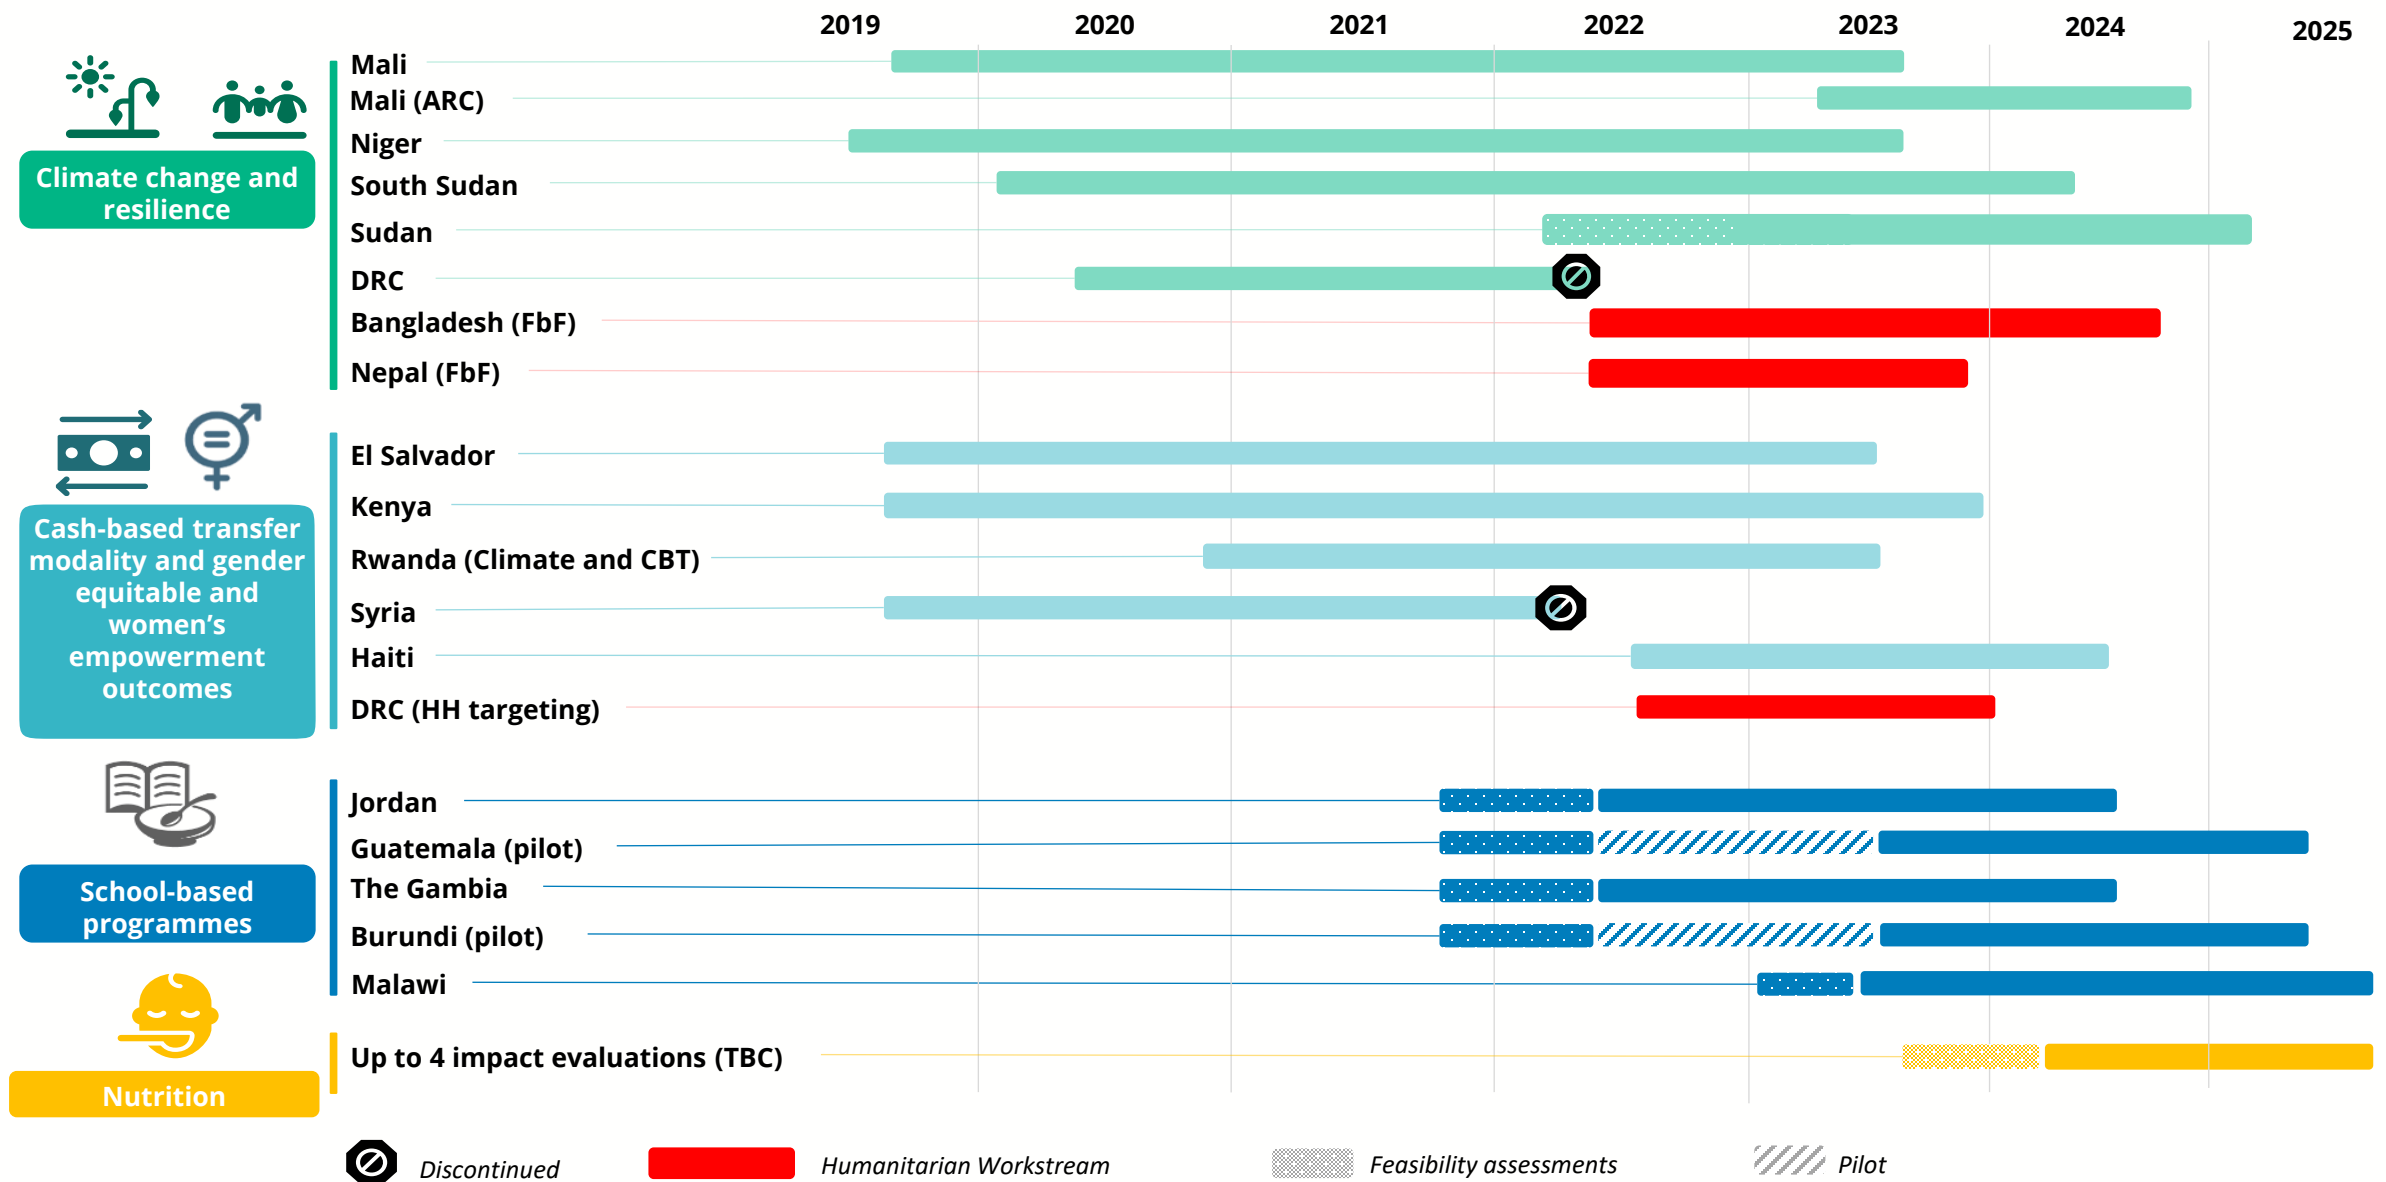 2019 2020 2021 2022 2023 2024 2025
Mali
Mali (ARC)
Niger
South Sudan
Sudan
DRC
Bangladesh (FbF)
Nepal (FbF)
Climate change and
resilience
El Salvador
Kenya
Rwanda (Climate and CBT)
Syria
Haiti
DRC (HH targeting)
Cash-based transfer
modality and gender
equitable and
women’s
empowerment
outcomes
Jordan
Guatemala (pilot)
The Gambia
Burundi (pilot)
Malawi
School-based
programmes
Up to 4 impact evaluations (TBC)
Nutrition
Discontinued
Humanitarian Workstream
Feasibility assessments
Pilot